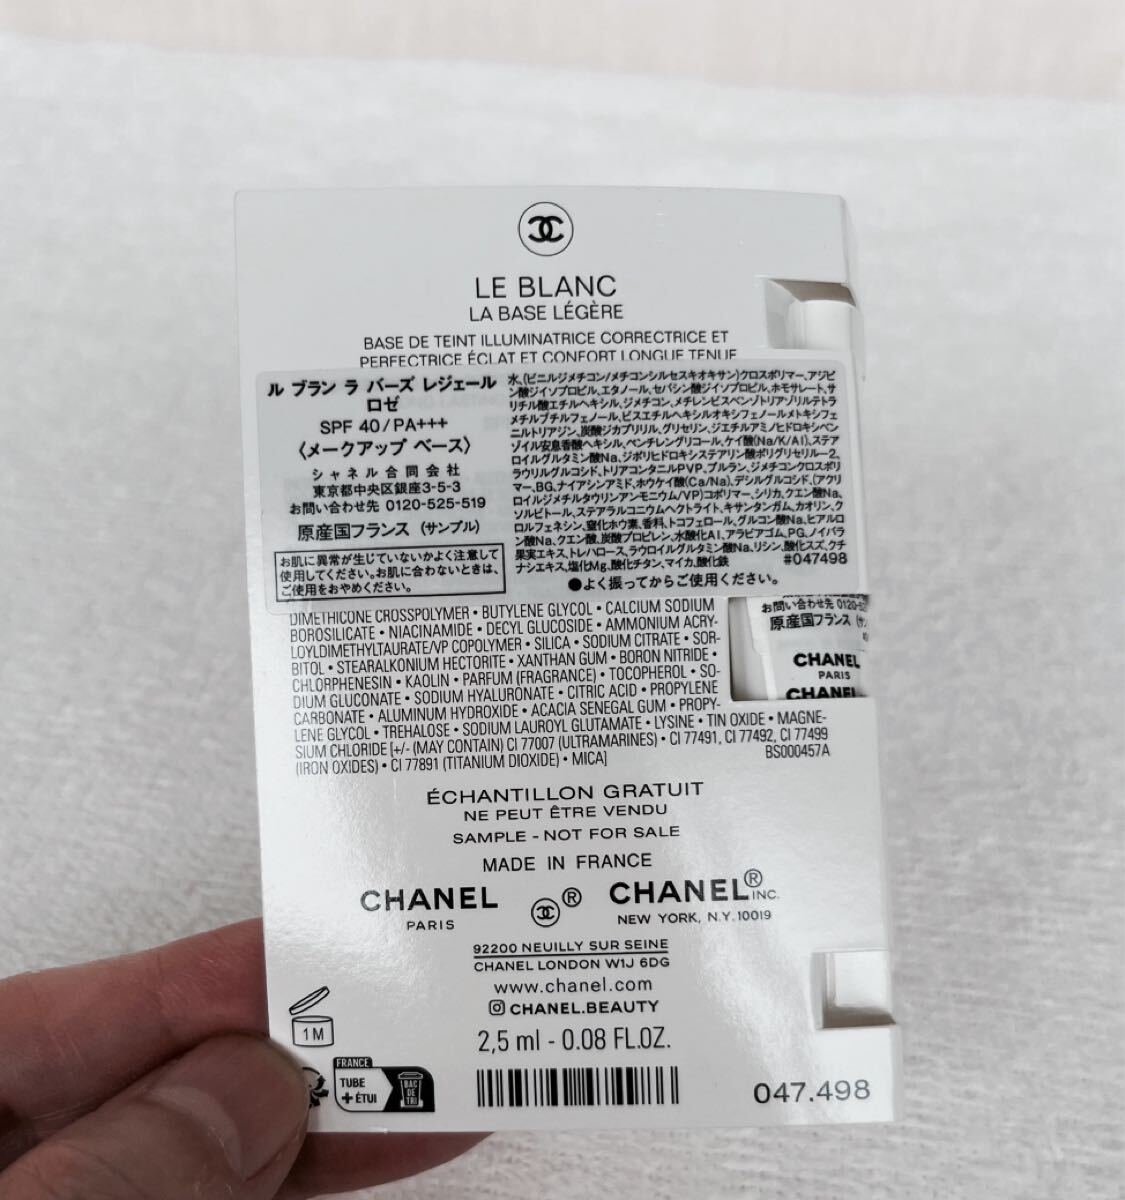 LE BLANC
LA BASE LÉGÈRE
BASE DE TEINT ILLUMINATRICE CORRECTRICE ET
PERFECTRICE ÉCLAT ET CONFORT LONGUE TENUE
ル ブラン ラ バーズ レジェール
ロゼ
SPF 40/PA+++
〈メークアップ ベース〉
シャネル合同会社
東京都中央区銀座3-5-3
お問い合わせ先 0120-525-519
原産国フランス (サンプル)
お肌に異常が生じていないかよく注意して
使用してください。お肌に合わないときは、
ご使用をおやめください。
水、(ビニルジメチコン/メチコンシルセスキオキサン)クロスポリマー、アジピ
ン酸ジイソプロピル、エタノール、セバシン酸ジイソプロピル、ホモサレート、サ
リチル酸エチルヘキシル、ジメチコン、メチレンビスベンゾトリアゾリルテトラ
メチルブチルフェノール、ビスエチルヘキシルオキシフェノールメトキシフェ
ニルトリアジン、炭酸ジカプリリル、グリセリン、ジエチルアミノヒドロキシベン
ゾイル安息香酸ヘキシル、ペンチレングリコール、ケイ酸(Na/K/Al)、ステア
ロイルグルタミン酸Na、ジポリヒドロキシステアリン酸ポリグリセリル-2、
ラウリルグルコシド、トリアコンタニルPVP、プルラン、ジメチコンクロスポリ
マー、BG、ナイアシンアミド、ホウケイ酸(Ca/Na)、デシルグルコシド、(アクリ
ロイルジメチルタウリンアンモニウム/VP)コポリマー、シリカ、クエン酸Na、
ソルビトール、ステアラルコニウムヘクトライト、キサンタンガム、カオリン、ク
ロルフェネシン、窒化ホウ素、香料、トコフェロール、グルコン酸Na、ヒアルロ
ン酸Na、クエン酸、炭酸プロピレン、水酸化Al、アラビアゴム、PG、ノイバラ
果実エキス、トレハロース、ラウロイルグルタミン酸Na、リシン、酸化スズ、クチ
ナシエキス、塩化Mg、酸化チタン、マイカ、酸化鉄 #047498
●よく振ってからご使用ください。
DIMETHICONE CROSSPOLYMER • BUTYLENE GLYCOL • CALCIUM SODIUM
BOROSILICATE • NIACINAMIDE • DECYL GLUCOSIDE • AMMONIUM ACRY-
LOYLDIMETHYLTAURATE/VP COPOLYMER • SILICA • SODIUM CITRATE • SOR-
BITOL • STEARALKONIUM HECTORITE • XANTHAN GUM • BORON NITRIDE •
CHLORPHENESIN • KAOLIN • PARFUM (FRAGRANCE) • TOCOPHEROL • SO-
DIUM GLUCONATE • SODIUM HYALURONATE • CITRIC ACID • PROPYLENE
CARBONATE • ALUMINUM HYDROXIDE • ACACIA SENEGAL GUM • PROPY-
LENE GLYCOL • TREHALOSE • SODIUM LAUROYL GLUTAMATE • LYSINE • TIN OXIDE • MAGNE-
SIUM CHLORIDE [+/- (MAY CONTAIN) CI 77007 (ULTRAMARINES) • CI 77491, CI 77492, CI 77499
(IRON OXIDES) • CI 77891 (TITANIUM DIOXIDE) • MICA] BS000457A
お問い合わせ先 0120-52
原産国フランス (サン
CHANEL
PARIS
CHANEL
ÉCHANTILLON GRATUIT
NE PEUT ÊTRE VENDU
SAMPLE - NOT FOR SALE
MADE IN FRANCE
CHANEL ® CHANEL® INC.
PARIS NEW YORK, N.Y. 10019
92200 NEUILLY SUR SEINE
CHANEL LONDON W1J 6DG
www.chanel.com
CHANEL.BEAUTY
2,5 ml - 0.08 FL.OZ.
1M
FRANCE
TUBE
+ ÉTUI
BAC
DE
TRI
047.498